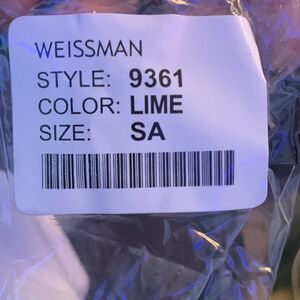 WEISSMAN
STYLE: 9361
COLOR: LIME
SIZE: SA